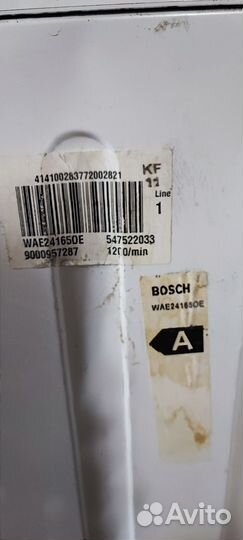 414100283772002821
KF
11
Line
1
WAE24165OE 547522033
9000957287 1200/min
BOSCH
WAE24165OE
A
Avito